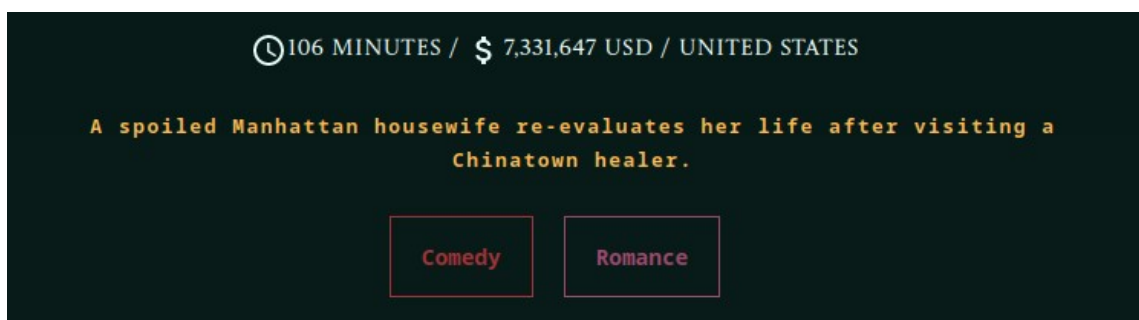 106 MINUTES / $ 7,331,647 USD / UNITED STATES
A spoiled Manhattan housewife re-evaluates her life after visiting a
Chinatown healer.
Comedy Romance